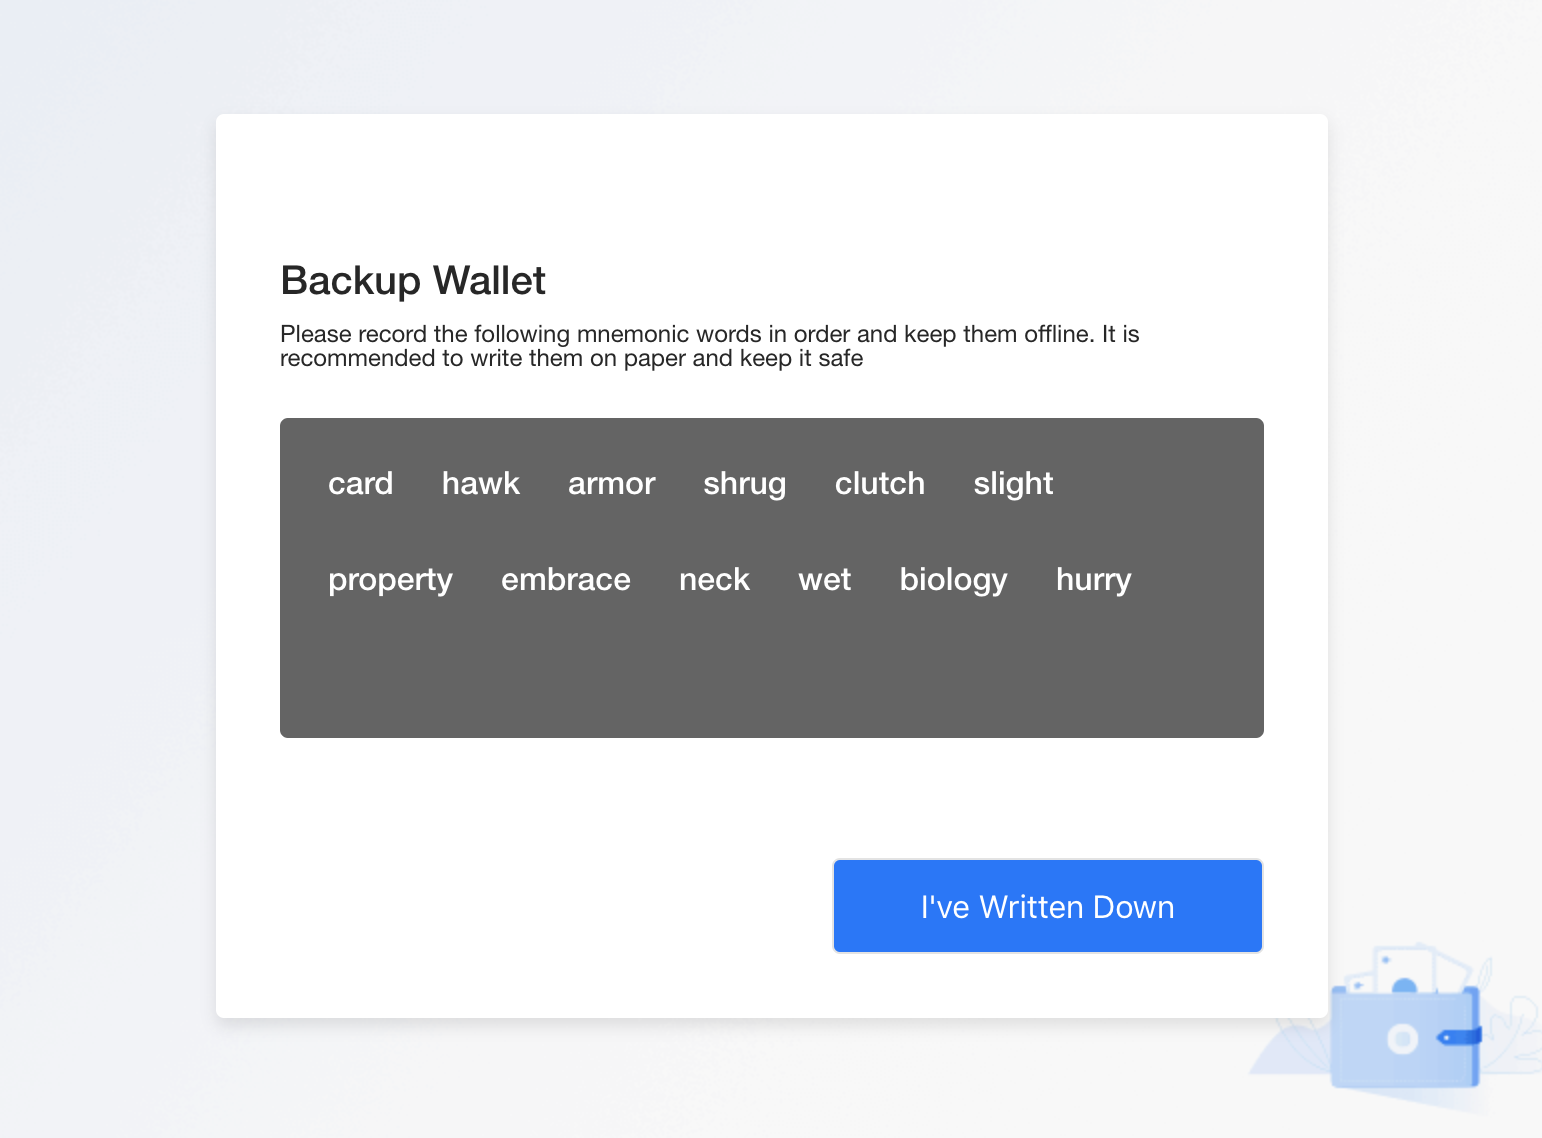 Backup Wallet
Please record the following mnemonic words in order and keep them offline. It is
recommended to write them on paper and keep it safe
card hawk armor shrug clutch slight
property embrace neck wet biology hurry
I've Written Down